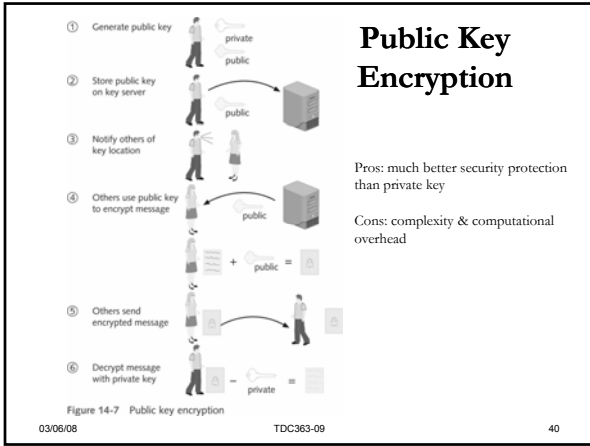 ① Generate public key
private
public
② Store public key
on key server
public
③ Notify others of
key location
④ Others use public key
to encrypt message
public
+ public =
⑤ Others send
encrypted message
⑥ Decrypt message
with private key
– private =
Figure 14-7 Public key encryption
Public Key
Encryption
Pros: much better security protection
than private key
Cons: complexity & computational
overhead
03/06/08
TDC363-09
40